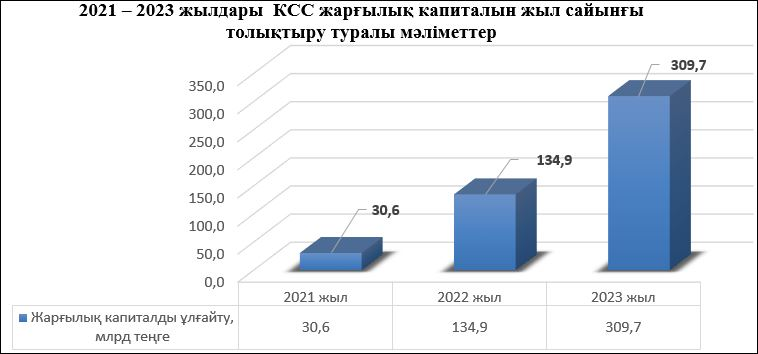 2021 – 2023 жылдары КСС жарғылық капиталын жыл сайынғы
толықтыру туралы мәліметтер
350,0
300,0
250,0
200,0
150,0
100,0
50,0
0,0
30,6
134,9
309,7
2021 жыл
2022 жыл
2023 жыл
Жарғылық капиталды ұлғайту,
млрд теңге
30,6
134,9
309,7